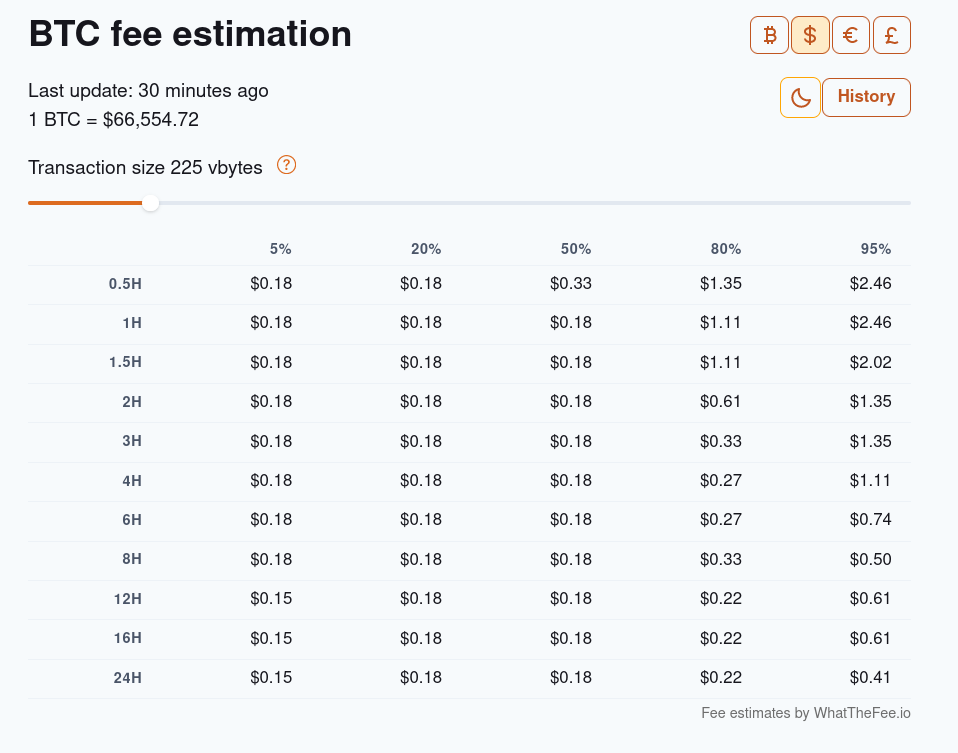 BTC fee estimation
₿ $ € £
Last update: 30 minutes ago
1 BTC = $66,554.72
History
Transaction size 225 vbytes ?
5% 20% 50% 80% 95%
0.5H $0.18 $0.18 $0.33 $1.35 $2.46
1H $0.18 $0.18 $0.18 $1.11 $2.46
1.5H $0.18 $0.18 $0.18 $1.11 $2.02
2H $0.18 $0.18 $0.18 $0.61 $1.35
3H $0.18 $0.18 $0.18 $0.33 $1.35
4H $0.18 $0.18 $0.18 $0.27 $1.11
6H $0.18 $0.18 $0.18 $0.27 $0.74
8H $0.18 $0.18 $0.18 $0.33 $0.50
12H $0.15 $0.18 $0.18 $0.22 $0.61
16H $0.15 $0.18 $0.18 $0.22 $0.61
24H $0.15 $0.18 $0.18 $0.22 $0.41
Fee estimates by WhatTheFee.io